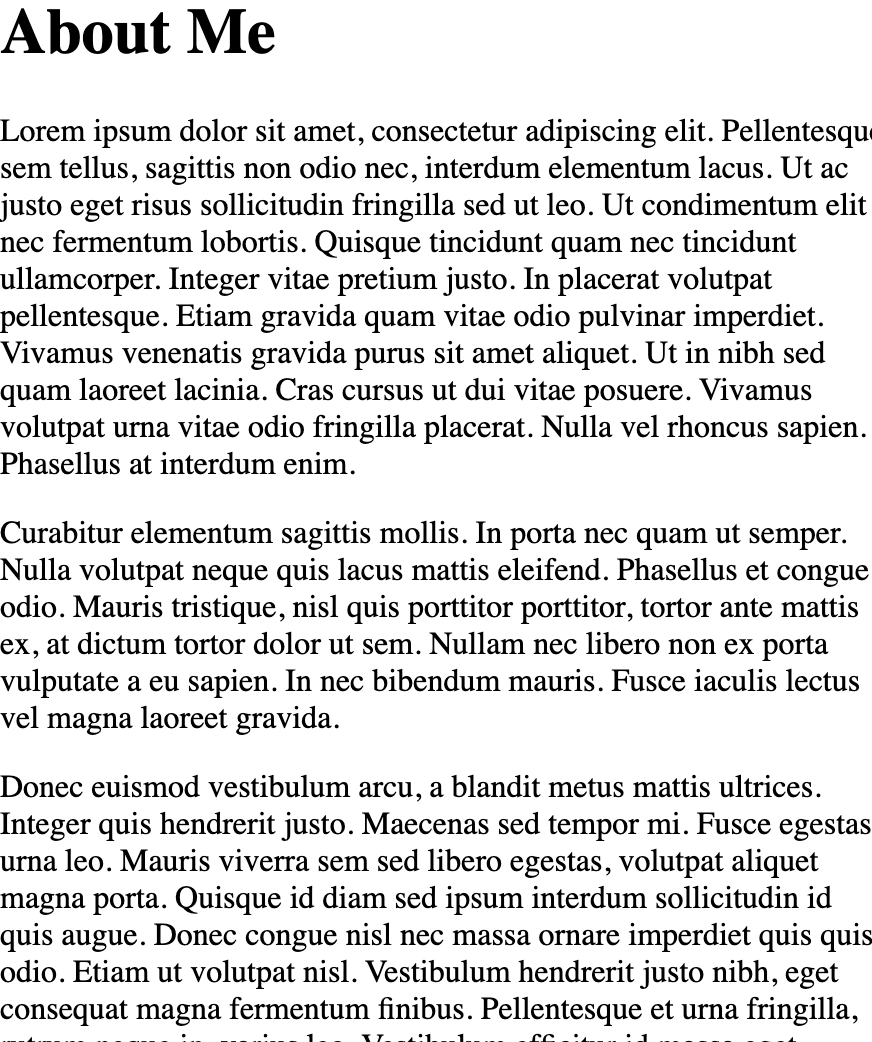 About Me
Lorem ipsum dolor sit amet, consectetur adipiscing elit. Pellentesque
sem tellus, sagittis non odio nec, interdum elementum lacus. Ut ac
justo eget risus sollicitudin fringilla sed ut leo. Ut condimentum elit
nec fermentum lobortis. Quisque tincidunt quam nec tincidunt
ullamcorper. Integer vitae pretium justo. In placerat volutpat
pellentesque. Etiam gravida quam vitae odio pulvinar imperdiet.
Vivamus venenatis gravida purus sit amet aliquet. Ut in nibh sed
quam laoreet lacinia. Cras cursus ut dui vitae posuere. Vivamus
volutpat urna vitae odio fringilla placerat. Nulla vel rhoncus sapien.
Phasellus at interdum enim.
Curabitur elementum sagittis mollis. In porta nec quam ut semper.
Nulla volutpat neque quis lacus mattis eleifend. Phasellus et congue
odio. Mauris tristique, nisl quis porttitor porttitor, tortor ante mattis
ex, at dictum tortor dolor ut sem. Nullam nec libero non ex porta
vulputate a eu sapien. In nec bibendum mauris. Fusce iaculis lectus
vel magna laoreet gravida.
Donec euismod vestibulum arcu, a blandit metus mattis ultrices.
Integer quis hendrerit justo. Maecenas sed tempor mi. Fusce egestas
urna leo. Mauris viverra sem sed libero egestas, volutpat aliquet
magna porta. Quisque id diam sed ipsum interdum sollicitudin id
quis augue. Donec congue nisl nec massa ornare imperdiet quis quis
odio. Etiam ut volutpat nisl. Vestibulum hendrerit justo nibh, eget
consequat magna fermentum finibus. Pellentesque et urna fringilla,